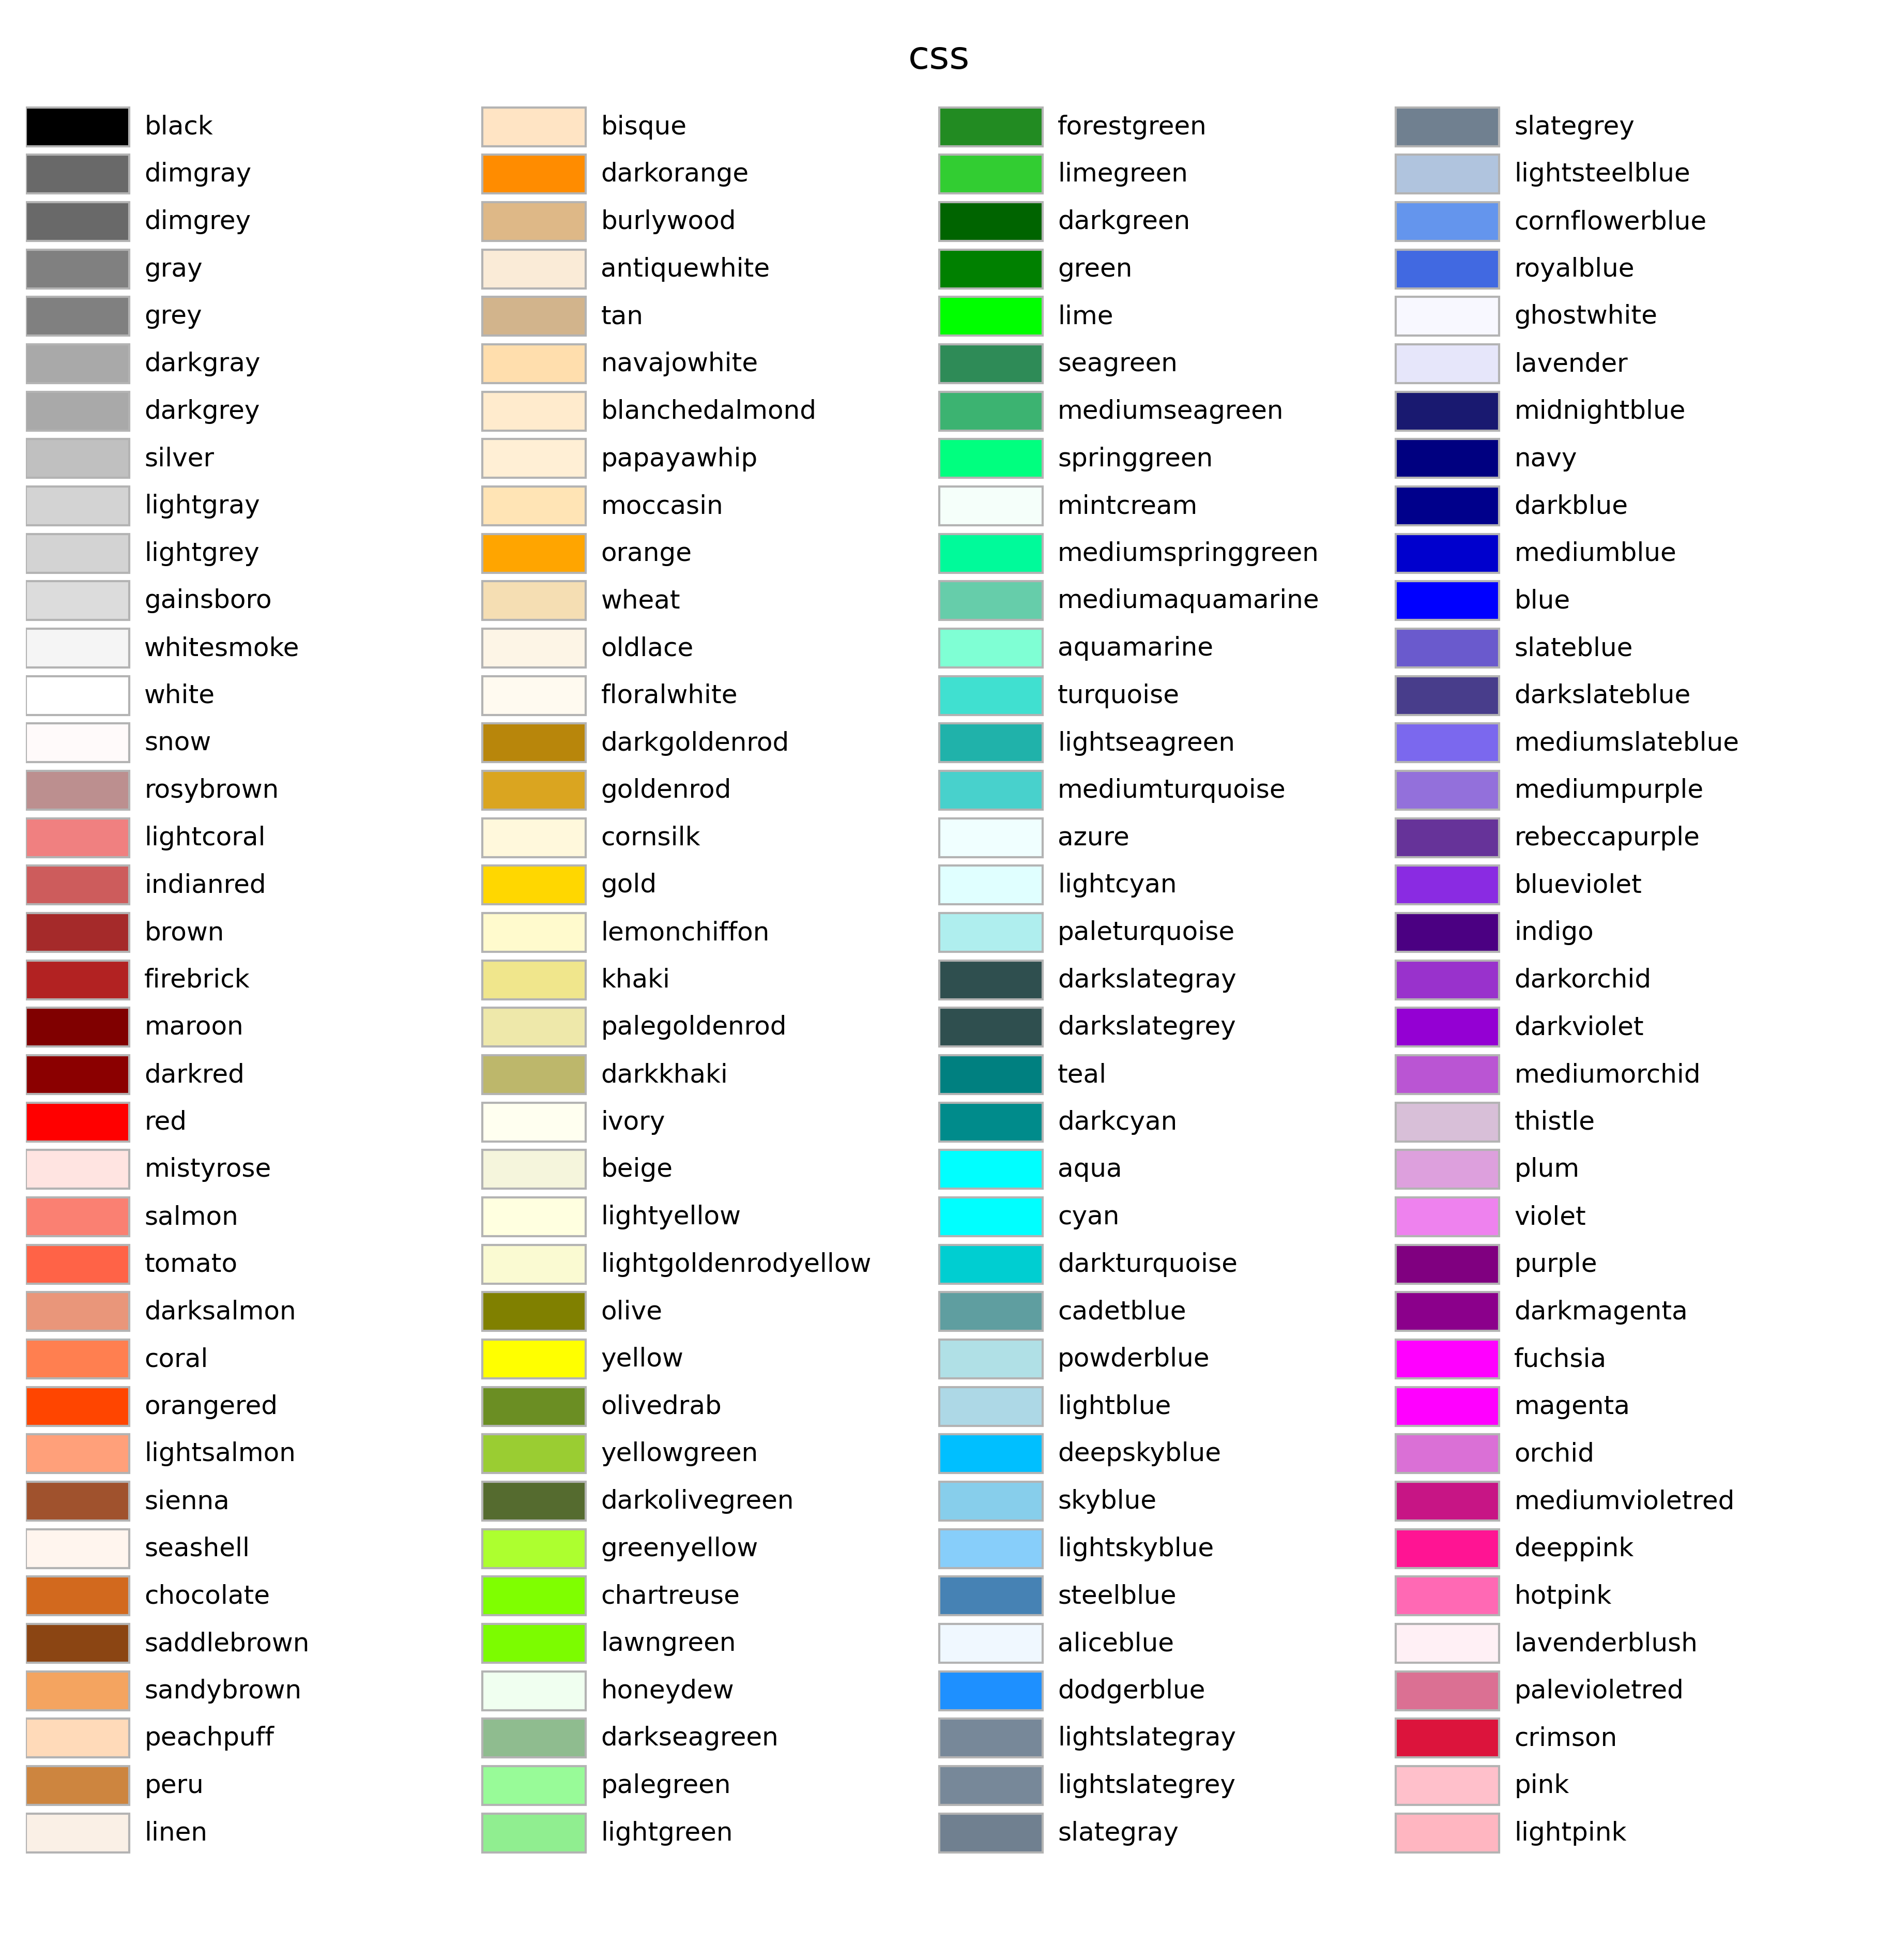 css
black
dimgray
dimgrey
gray
grey
darkgray
darkgrey
silver
lightgray
lightgrey
gainsboro
whitesmoke
white
snow
rosybrown
lightcoral
indianred
brown
firebrick
maroon
darkred
red
mistyrose
salmon
tomato
darksalmon
coral
orangered
lightsalmon
sienna
seashell
chocolate
saddlebrown
sandybrown
peachpuff
peru
linen
bisque
darkorange
burlywood
antiquewhite
tan
navajowhite
blanchedalmond
papayawhip
moccasin
orange
wheat
oldlace
floralwhite
darkgoldenrod
goldenrod
cornsilk
gold
lemonchiffon
khaki
palegoldenrod
darkkhaki
ivory
beige
lightyellow
lightgoldenrodyellow
olive
yellow
olivedrab
yellowgreen
darkolivegreen
greenyellow
chartreuse
lawngreen
honeydew
darkseagreen
palegreen
lightgreen
forestgreen
limegreen
darkgreen
green
lime
seagreen
mediumseagreen
springgreen
mintcream
mediumspringgreen
mediumaquamarine
aquamarine
turquoise
lightseagreen
mediumturquoise
azure
lightcyan
paleturquoise
darkslategray
darkslategrey
teal
darkcyan
aqua
cyan
darkturquoise
cadetblue
powderblue
lightblue
deepskyblue
skyblue
lightskyblue
steelblue
aliceblue
dodgerblue
lightslategray
lightslategrey
slategray
slategrey
lightsteelblue
cornflowerblue
royalblue
ghostwhite
lavender
midnightblue
navy
darkblue
mediumblue
blue
slateblue
darkslateblue
mediumslateblue
mediumpurple
rebeccapurple
blueviolet
indigo
darkorchid
darkviolet
mediumorchid
thistle
plum
violet
purple
darkmagenta
fuchsia
magenta
orchid
mediumvioletred
deeppink
hotpink
lavenderblush
palevioletred
crimson
pink
lightpink